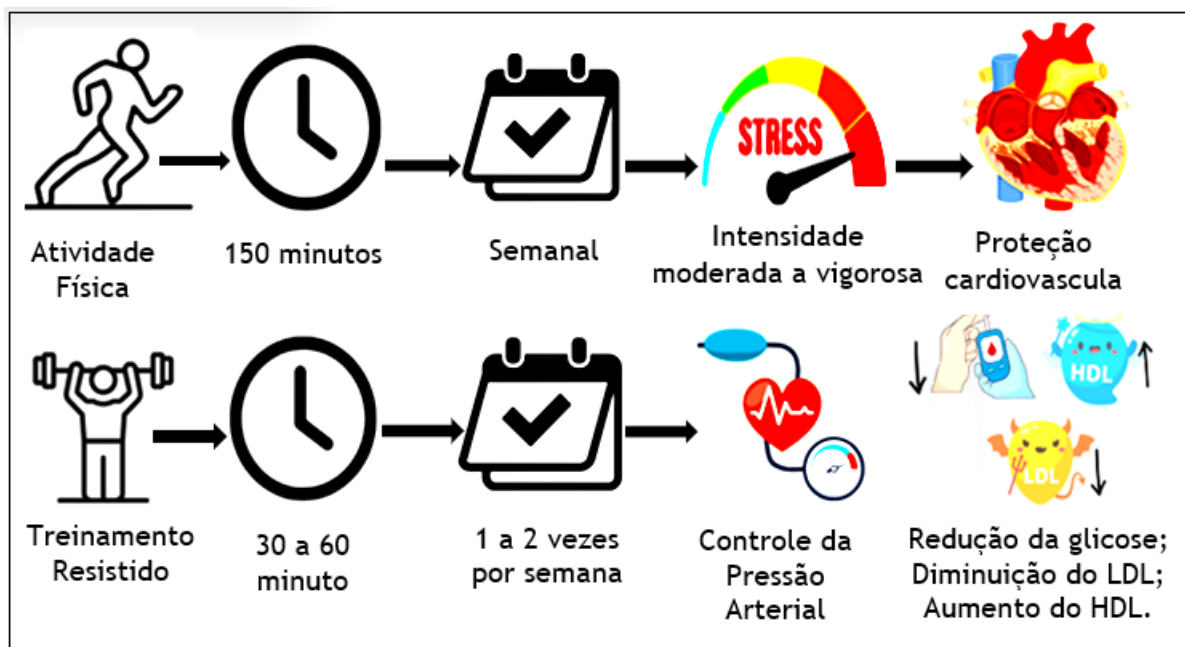 STRESS
Atividade
Física
150 minutos
Semanal
Intensidade
moderada a vigorosa
Proteção
cardiovascula
HDL
LDL
Treinamento
Resistido
30 a 60
minuto
1 a 2 vezes
por semana
Controle da
Pressão
Arterial
Redução da glicose;
Diminuição do LDL;
Aumento do HDL.